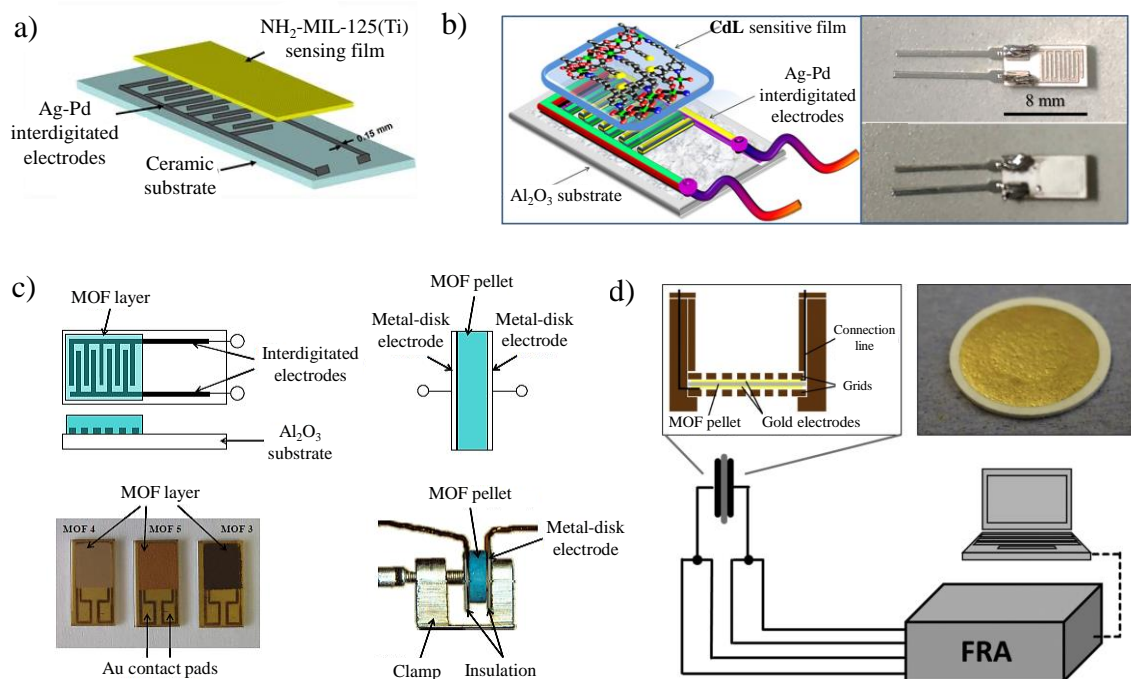 a)
NH₂-MIL-125(Ti)
sensing film
Ag-Pd
interdigitated
electrodes
0.15 mm
Ceramic
substrate
b)
CdL sensitive film
Ag-Pd
interdigitated
electrodes
Al₂O₃ substrate
8 mm
c)
MOF layer
Interdigitated
electrodes
Al₂O₃
substrate
MOF pellet
Metal-disk
electrode
Metal-disk
electrode
MOF layer
MOF 4
MOF 5
MOF 3
Au contact pads
MOF pellet
Metal-disk
electrode
Clamp
Insulation
d)
Connection
line
Grids
MOF pellet
Gold electrodes
FRA